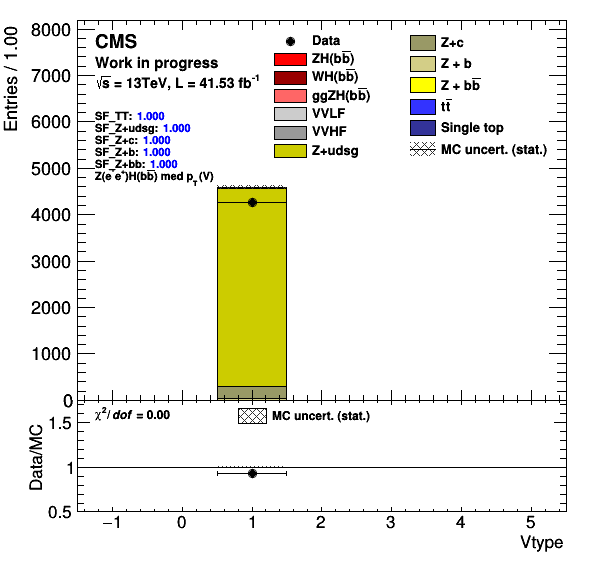 CMS
Work in progress
√s = 13TeV, L = 41.53 fb⁻¹
SF_TT: 1.000
SF_Z+udsg: 1.000
SF_Z+c: 1.000
SF_Z+b: 1.000
SF_Z+bb: 1.000
Z(e⁻e⁺)H(bb̅) med p_T(V)
Data
ZH(bb̅)
WH(bb̅)
ggZH(bb̅)
VVLF
VVHF
Z+udsg
Z+c
Z + b
Z + bb̅
tt̅
Single top
MC uncert. (stat.)
Entries / 1.00
8000
7000
6000
5000
4000
3000
2000
1000
0
χ²/dof = 0.00
MC uncert. (stat.)
Data/MC
1.5
1
0.5
−1 0 1 2 3 4 5
Vtype